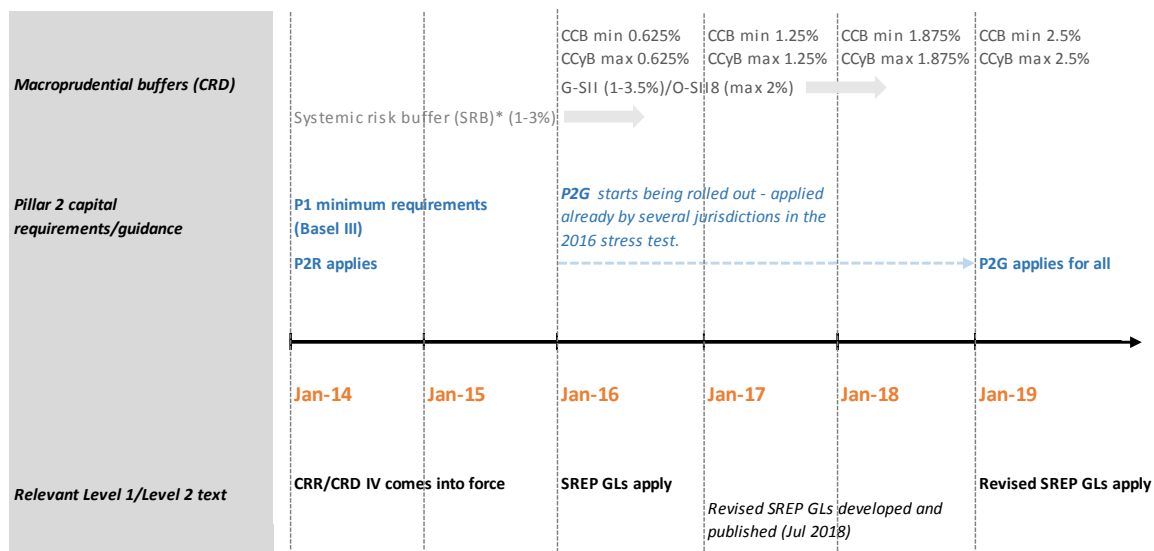 CCB min 0.625%
CCyB max 0.625%
CCB min 1.25%
CCyB max 1.25%
CCB min 1.875%
CCyB max 1.875%
CCB min 2.5%
CCyB max 2.5%
Macroprudential buffers (CRD)
G-SII (1-3.5%)/O-SII8 (max 2%)
Systemic risk buffer (SRB)* (1-3%)
Pillar 2 capital
requirements/guidance
P1 minimum requirements
(Basel III)
P2R applies
P2G starts being rolled out - applied
already by several jurisdictions in the
2016 stress test.
P2G applies for all
Jan-14
Jan-15
Jan-16
Jan-17
Jan-18
Jan-19
Relevant Level 1/Level 2 text
CRR/CRD IV comes into force
SREP GLs apply
Revised SREP GLs developed and
published (Jul 2018)
Revised SREP GLs apply